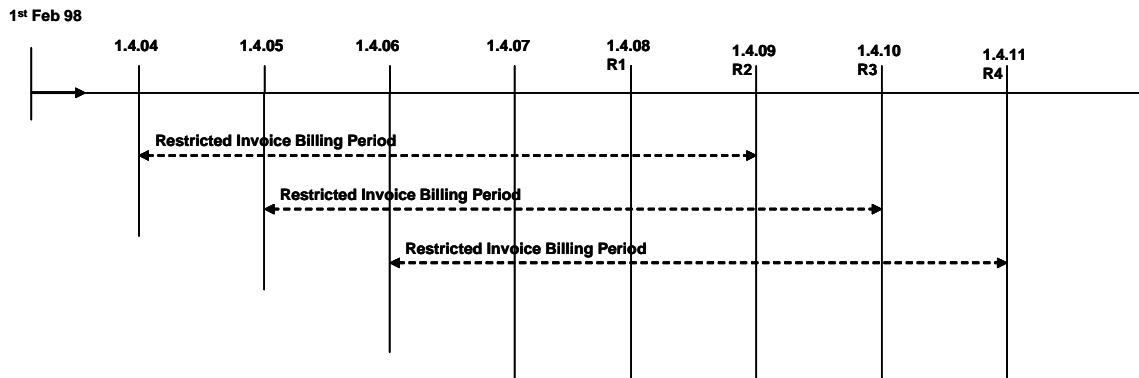 1st Feb 98
1.4.04
1.4.05
1.4.06
1.4.07
1.4.08
R1
1.4.09
R2
1.4.10
R3
1.4.11
R4
Restricted Invoice Billing Period
Restricted Invoice Billing Period
Restricted Invoice Billing Period